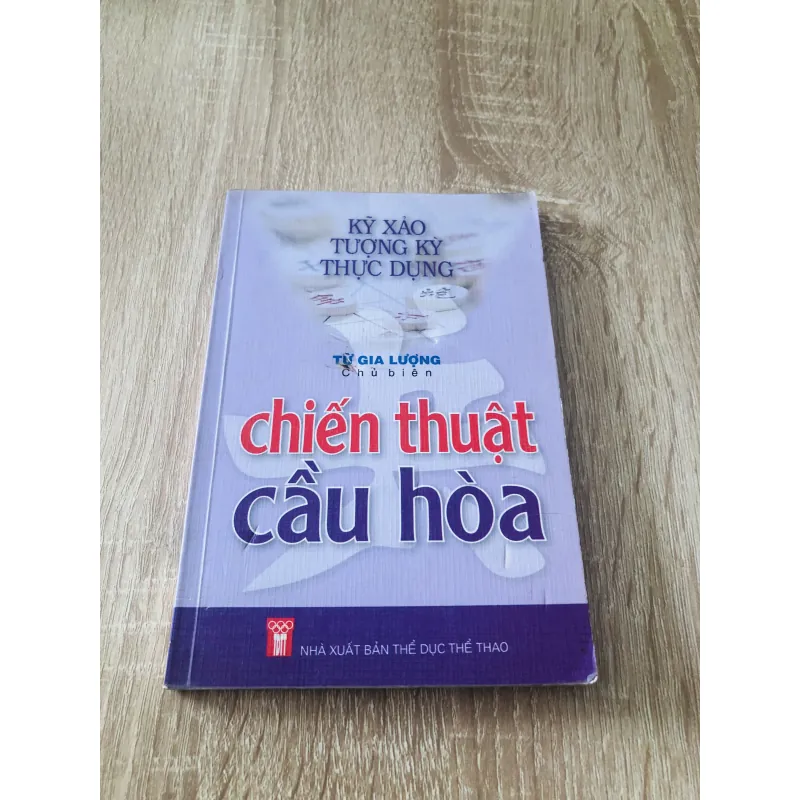 KỸ XẢO
TƯỢNG KỲ
THỰC DỤNG
TỪ GIA LƯỢNG
Chủ biên
chiến thuật
cầu hòa
TDTT
NHÀ XUẤT BẢN THỂ DỤC THỂ THAO